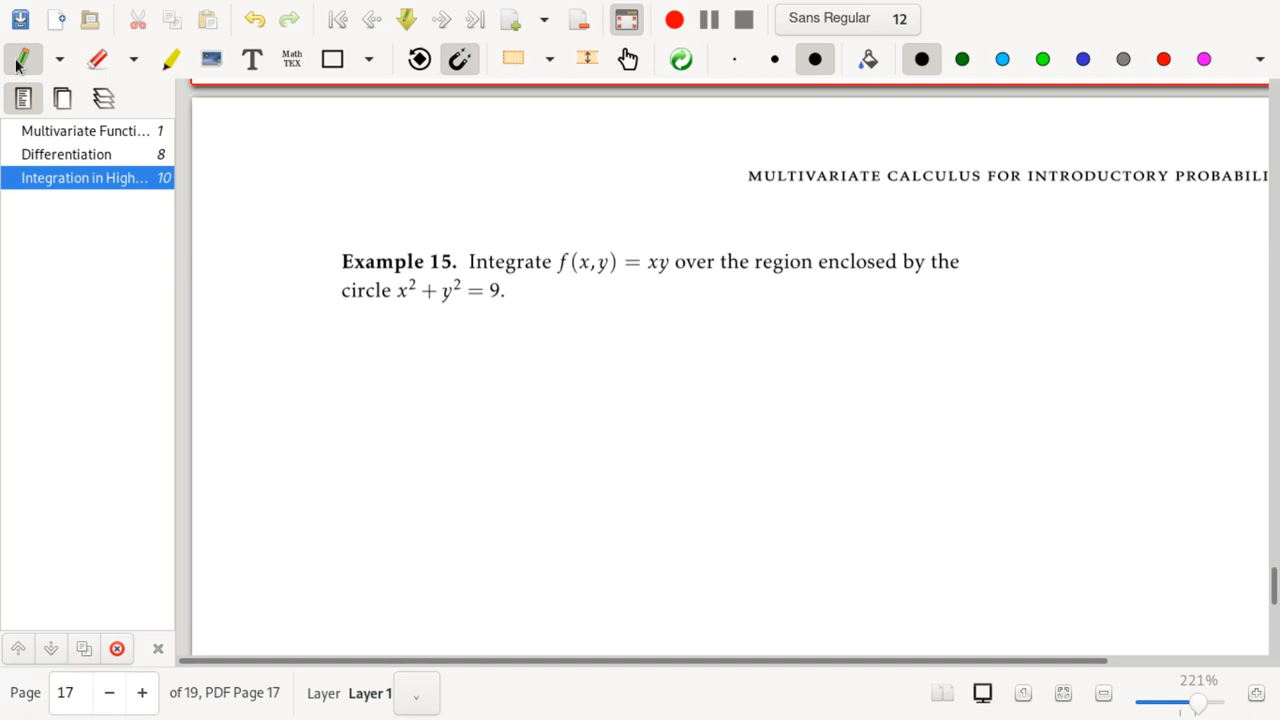 Sans Regular 12
Math
TEX
Multivariate Functi... 1
Differentiation 8
Integration in High... 10
MULTIVARIATE CALCULUS FOR INTRODUCTORY PROBABILI
Example 15. Integrate f(x,y) = xy over the region enclosed by the
circle x² + y² = 9.
Page 17 of 19, PDF Page 17 Layer Layer 1 221%